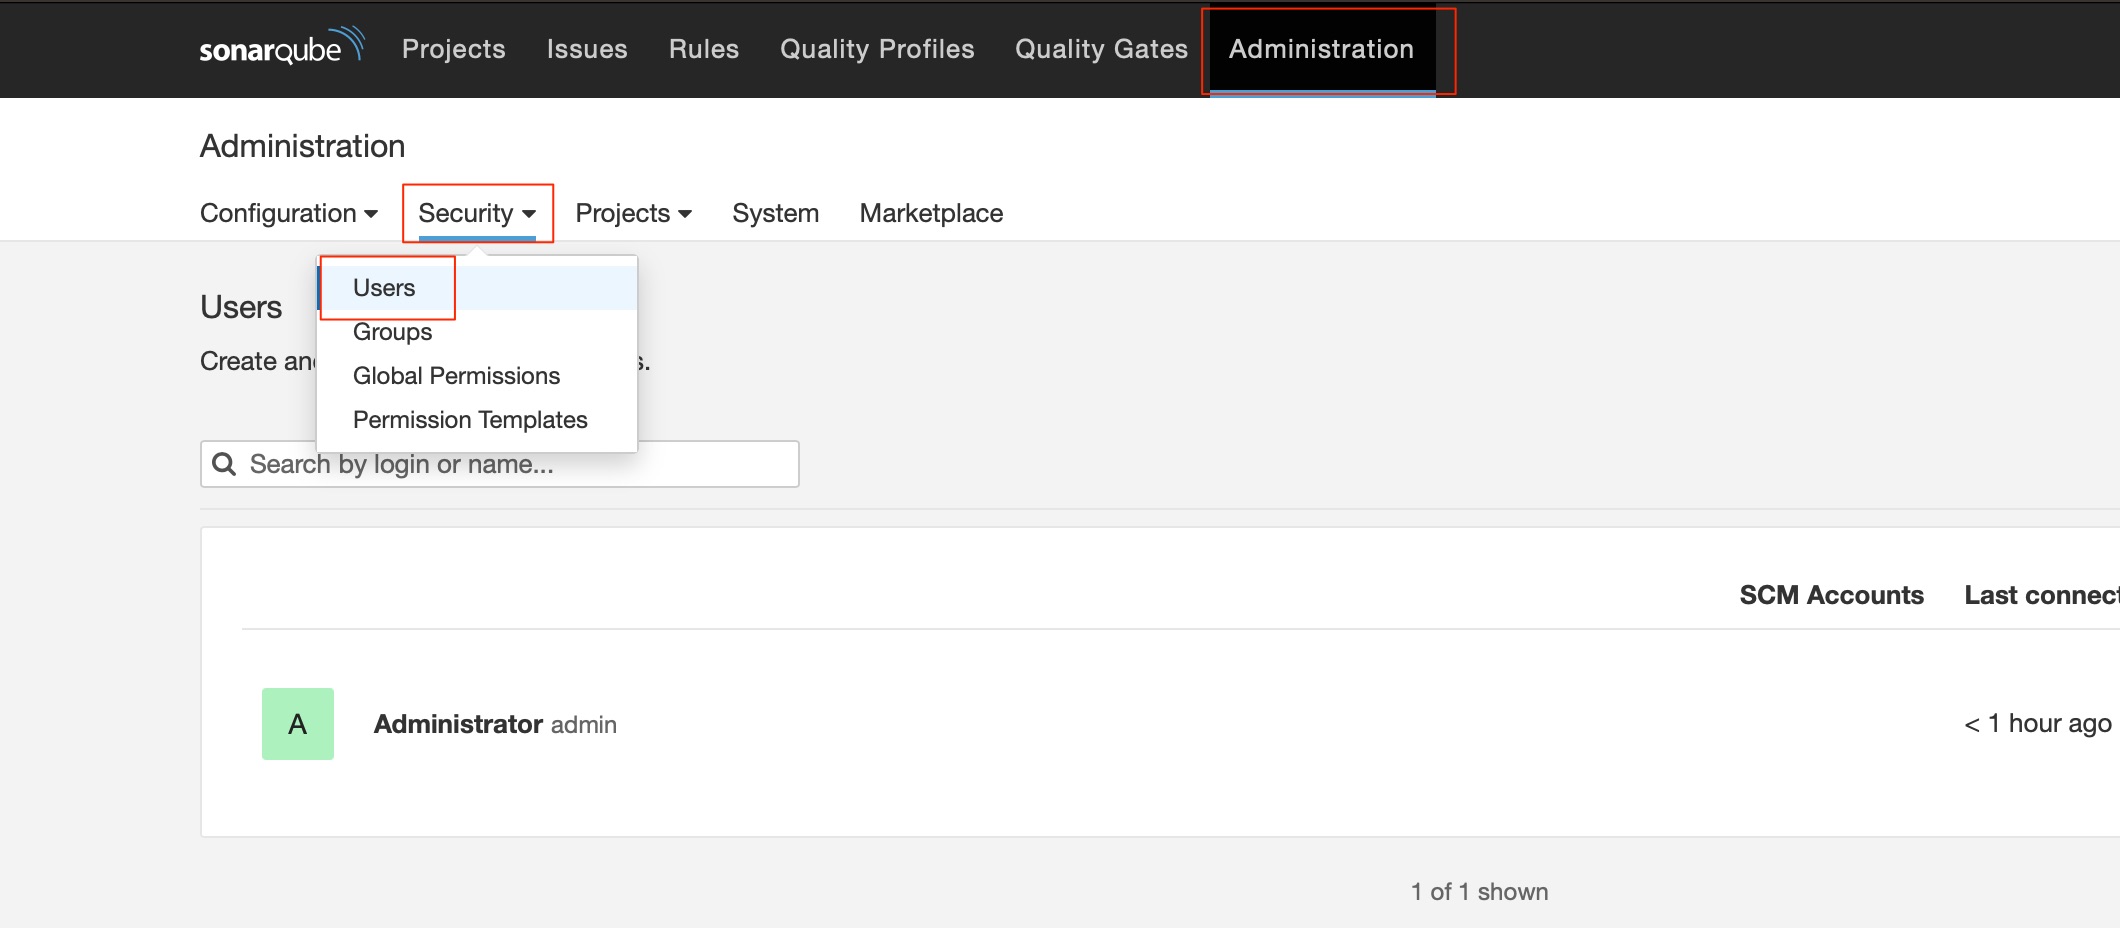 sonarqube Projects Issues Rules Quality Profiles Quality Gates Administration
Administration
Configuration Security Projects System Marketplace
Users
Groups
Global Permissions
Permission Templates
Users
Create an s.
Search by login or name...
SCM Accounts Last connect
A Administrator admin < 1 hour ago
1 of 1 shown